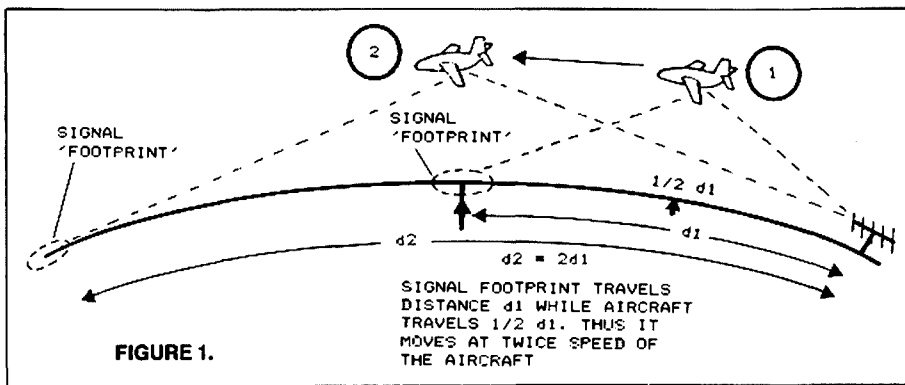 2
1
SIGNAL
'FOOTPRINT'
SIGNAL
'FOOTPRINT'
1/2 d1
d1
d2
d2 = 2d1
SIGNAL FOOTPRINT TRAVELS
DISTANCE d1 WHILE AIRCRAFT
TRAVELS 1/2 d1. THUS IT
MOVES AT TWICE SPEED OF
THE AIRCRAFT
FIGURE 1.